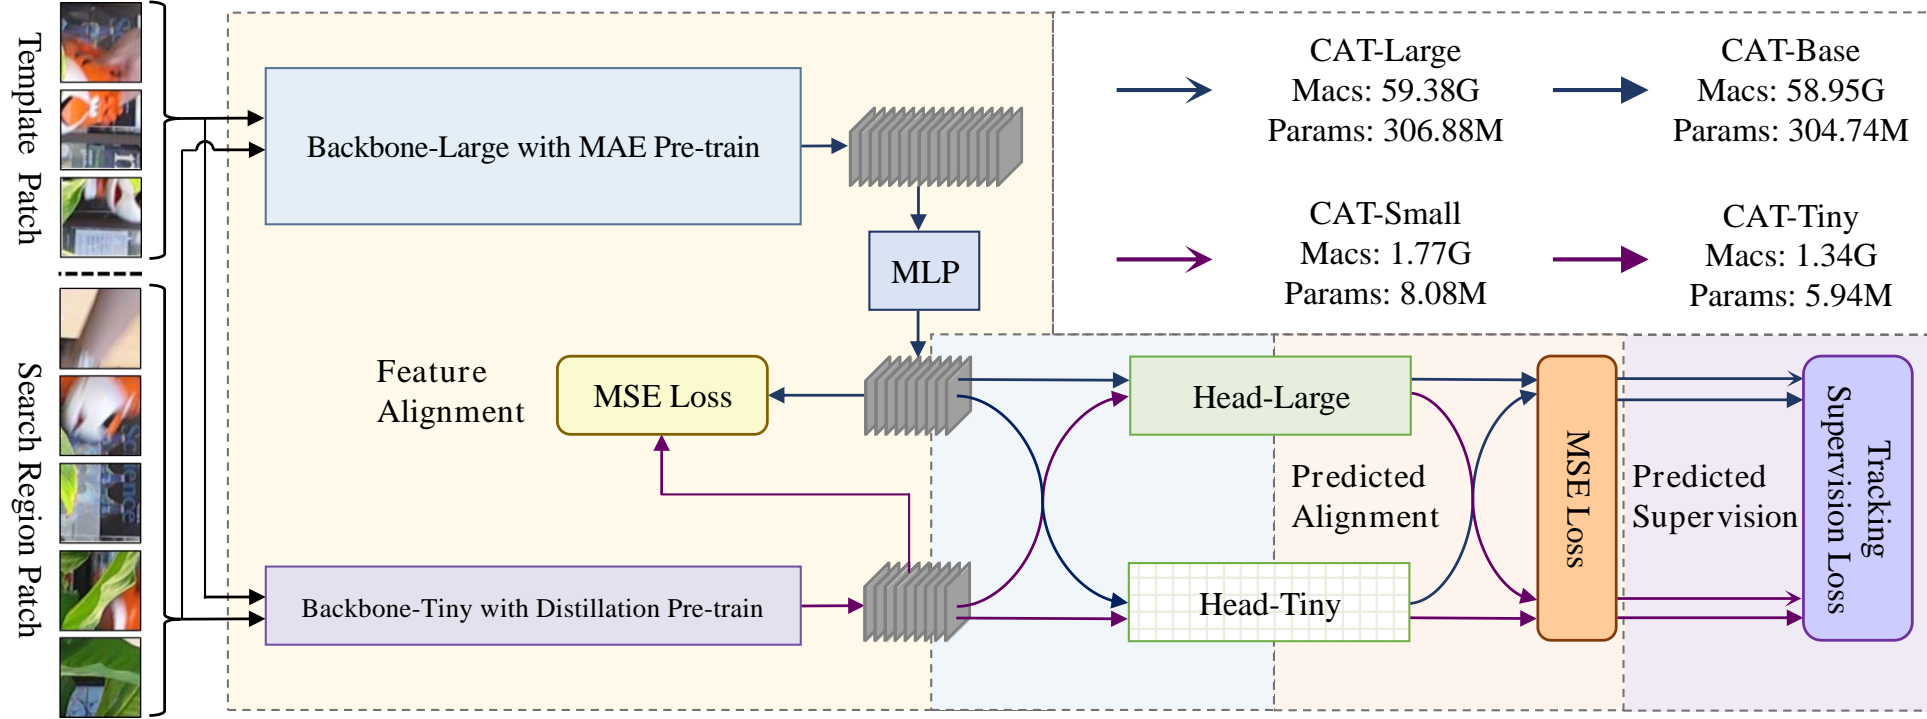 Template Patch
Search Region Patch
Backbone-Large with MAE Pre-train
MLP
Feature
Alignment
MSE Loss
Backbone-Tiny with Distillation Pre-train
CAT-Large
Macs: 59.38G
Params: 306.88M
CAT-Base
Macs: 58.95G
Params: 304.74M
CAT-Small
Macs: 1.77G
Params: 8.08M
CAT-Tiny
Macs: 1.34G
Params: 5.94M
Head-Large
Head-Tiny
Predicted
Alignment
MSE Loss
Predicted
Supervision
Tracking
Supervision Loss